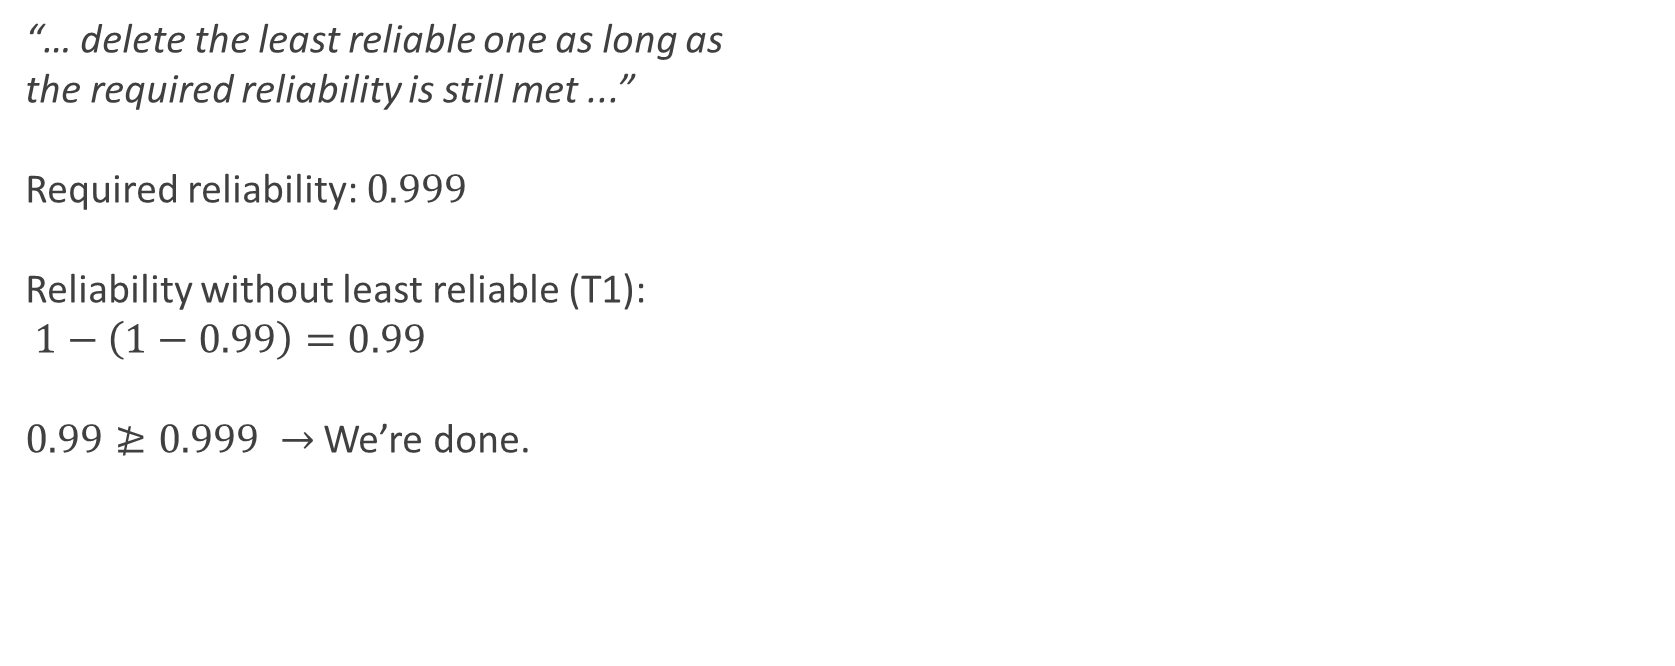 “… delete the least reliable one as long as
the required reliability is still met …”
Required reliability: 0.999
Reliability without least reliable (T1):
1 − (1 − 0.99) = 0.99
0.99 ≱ 0.999 → We’re done.